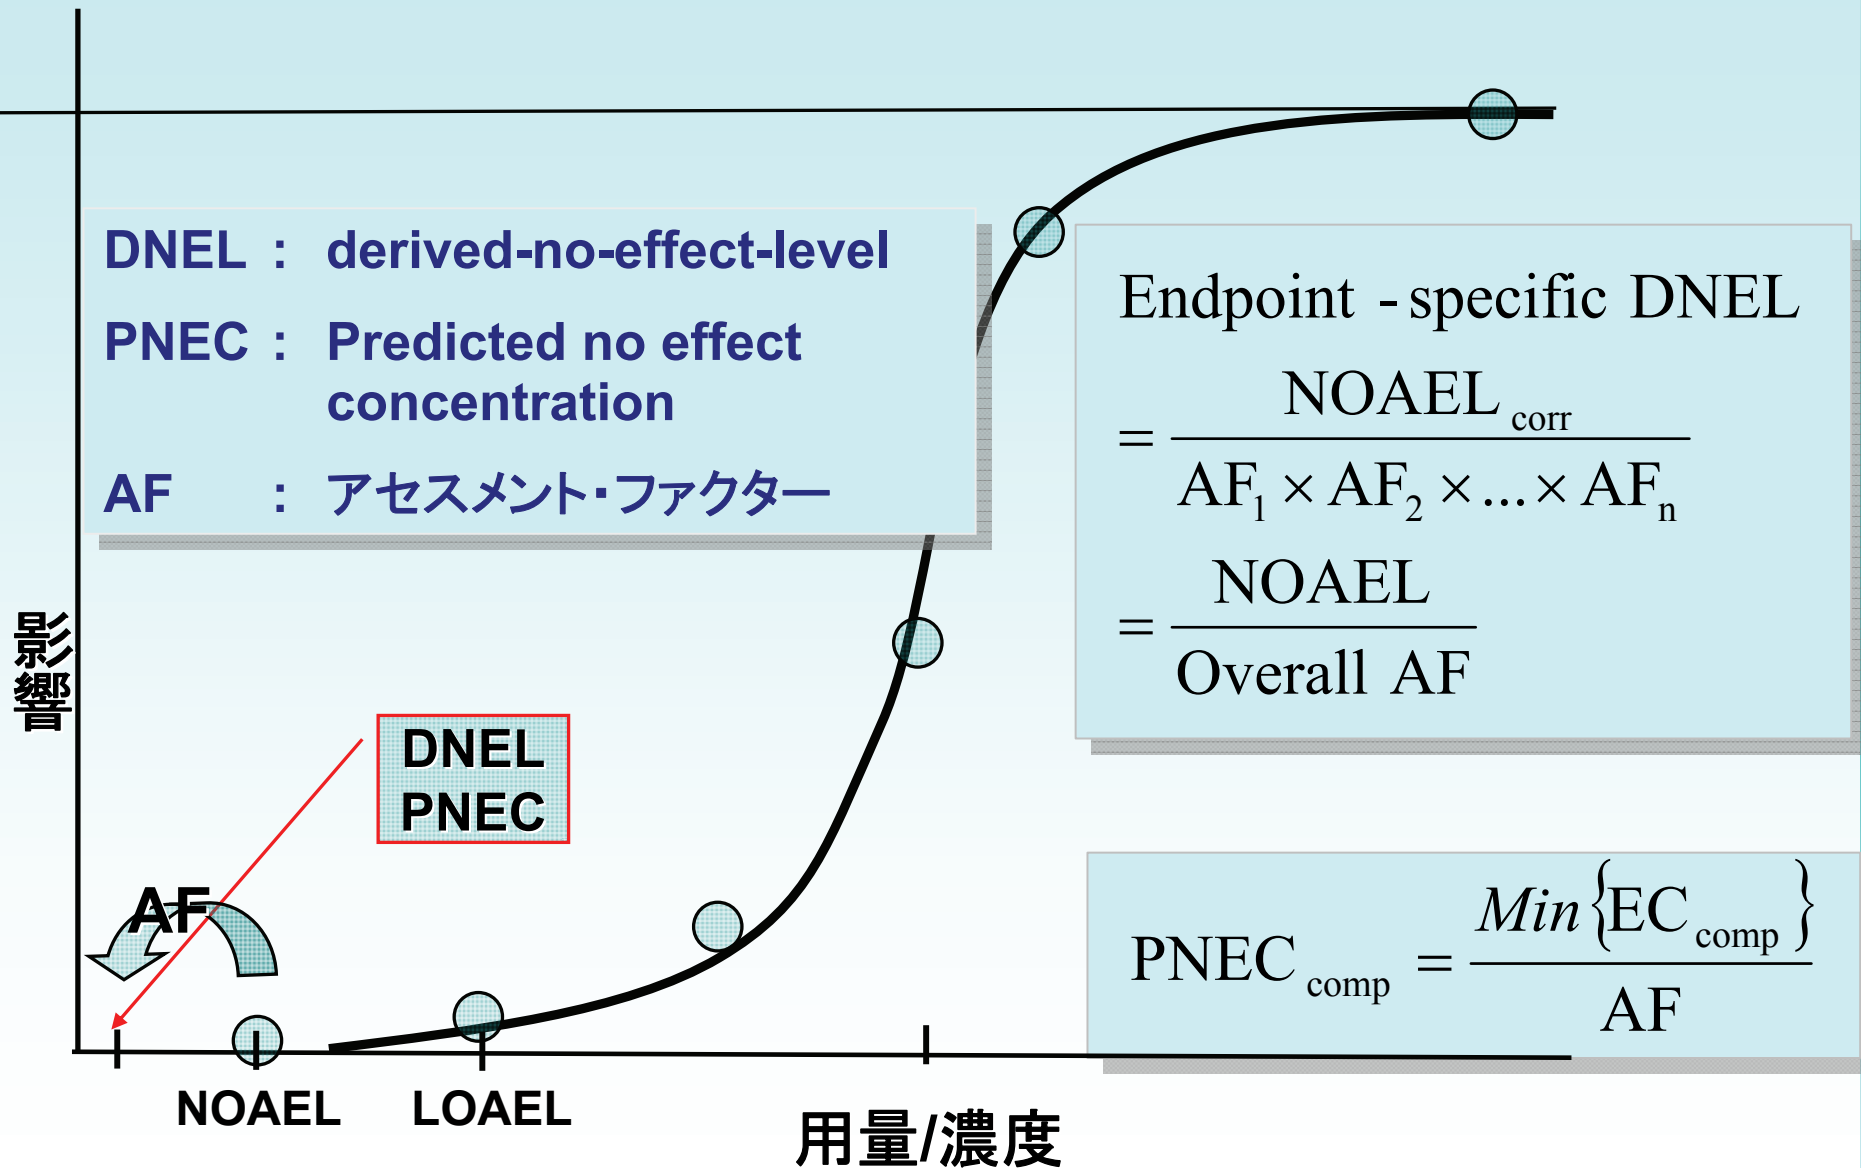 DNEL : derived-no-effect-level
PNEC : Predicted no effect
concentration
AF : アセスメント・ファクター
Endpoint - specific DNEL
= NOAEL corr
AF1 × AF2 × ... × AFn
= NOAEL
Overall AF
影響
DNEL
PNEC
AF
PNEC comp = Min {EC comp}
AF
NOAEL LOAEL
用量/濃度